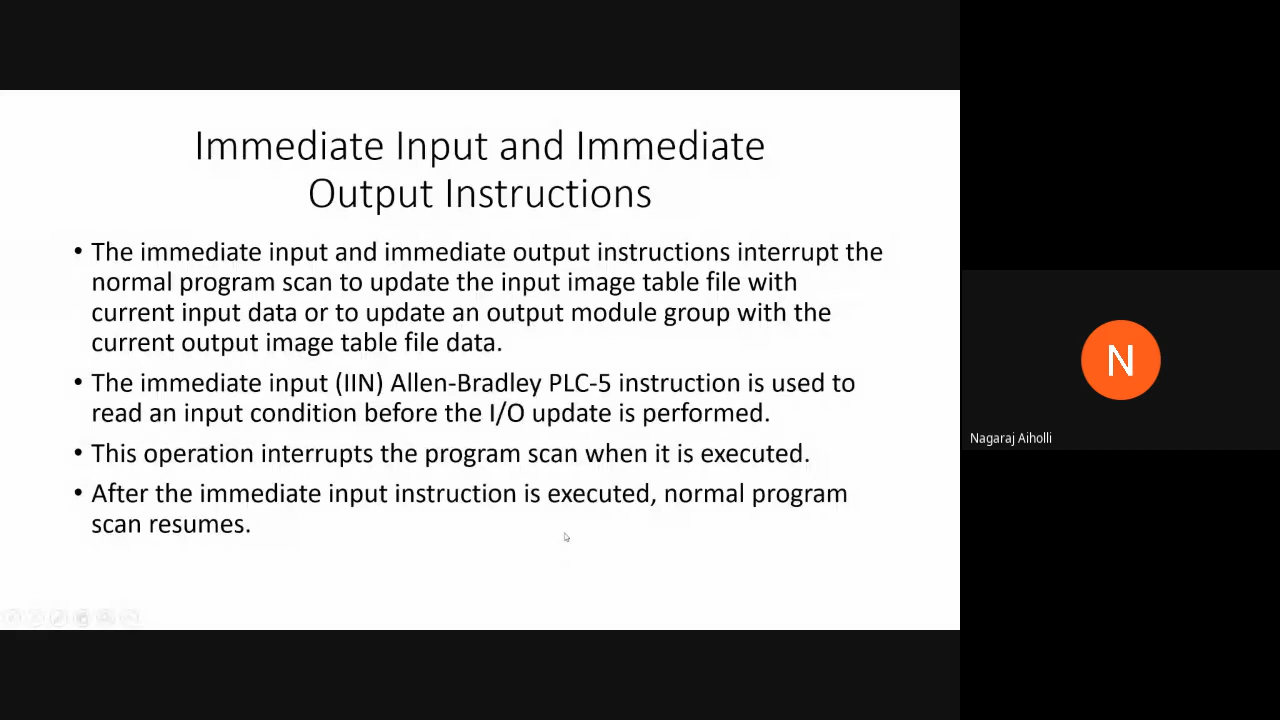 Immediate Input and Immediate
Output Instructions
• The immediate input and immediate output instructions interrupt the
normal program scan to update the input image table file with
current input data or to update an output module group with the
current output image table file data.
• The immediate input (IIN) Allen-Bradley PLC-5 instruction is used to
read an input condition before the I/O update is performed.
• This operation interrupts the program scan when it is executed.
• After the immediate input instruction is executed, normal program
scan resumes.
N
Nagaraj Aiholli